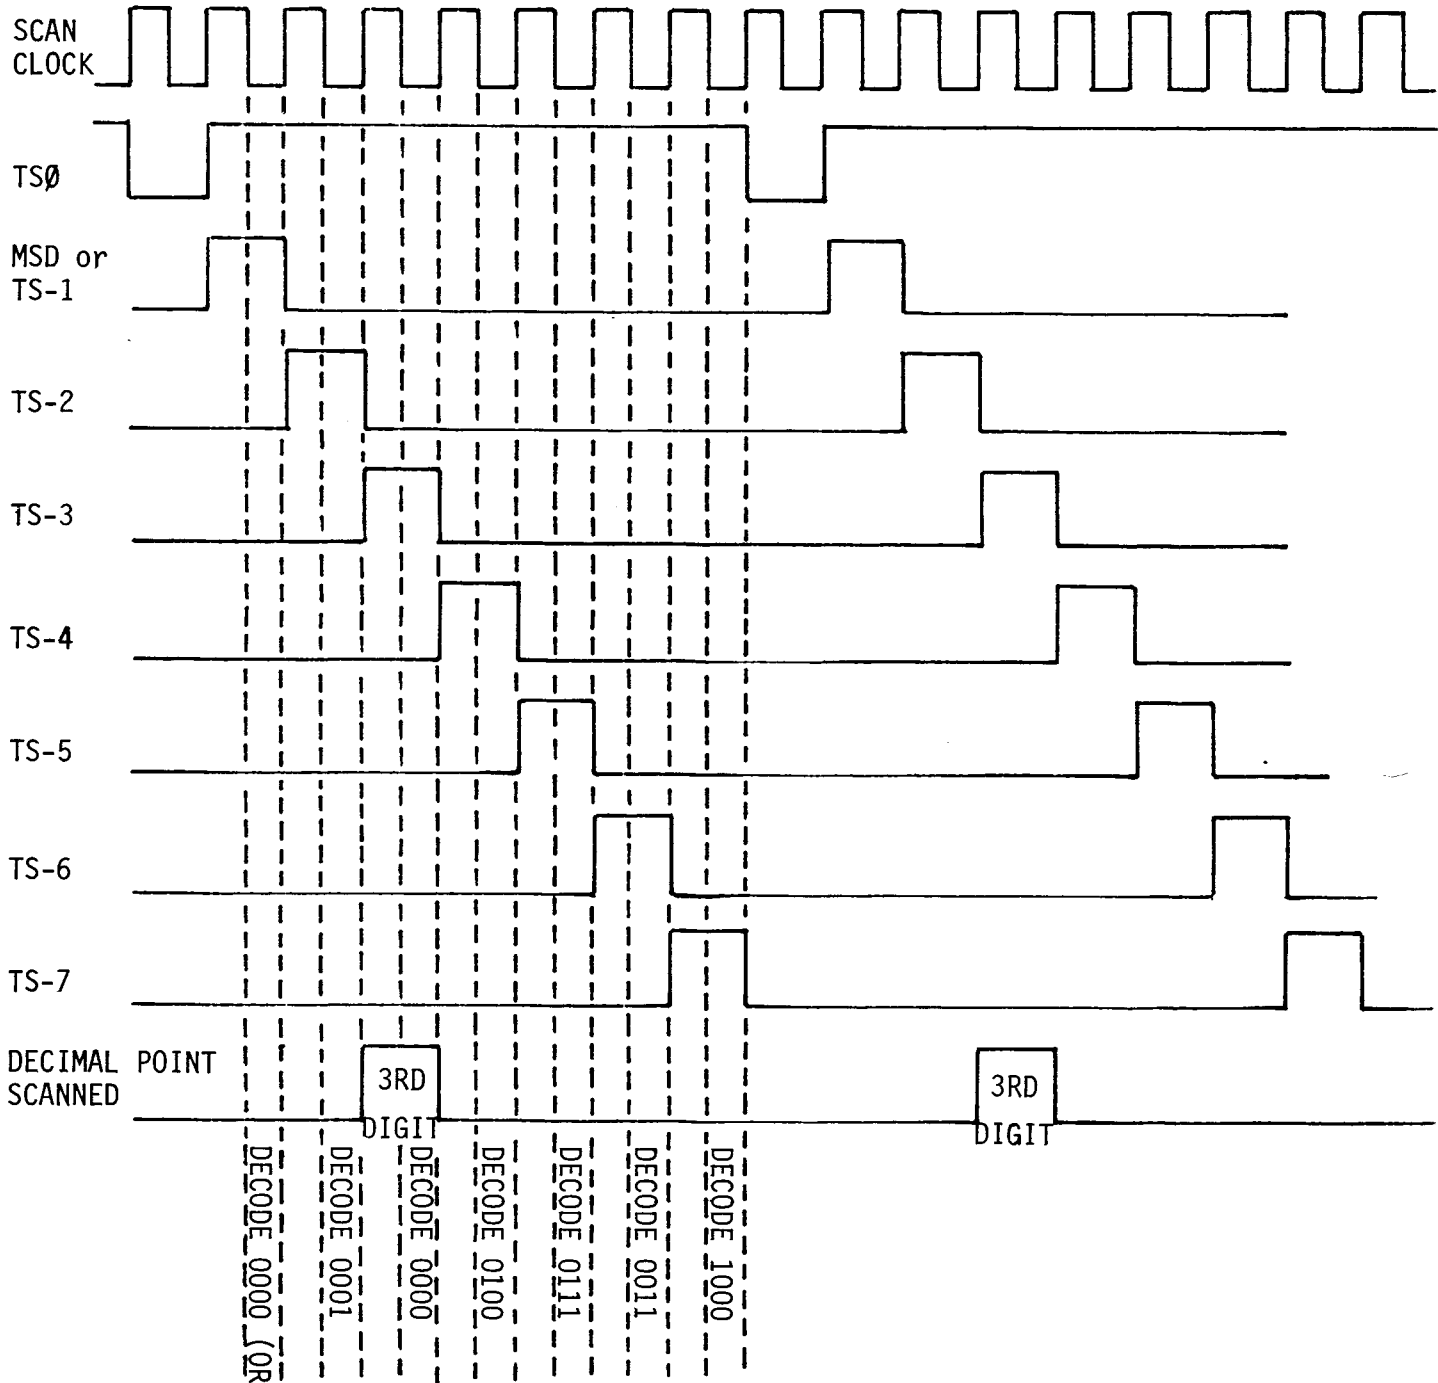 SCAN
CLOCK
TSØ
MSD or
TS-1
TS-2
TS-3
TS-4
TS-5
TS-6
TS-7
DECIMAL POINT
SCANNED
3RD
DIGIT
3RD
DIGIT
DECODE 0000 (OR
DECODE 0001
DECODE 0000
DECODE 0100
DECODE 0111
DECODE 0011
DECODE 1000